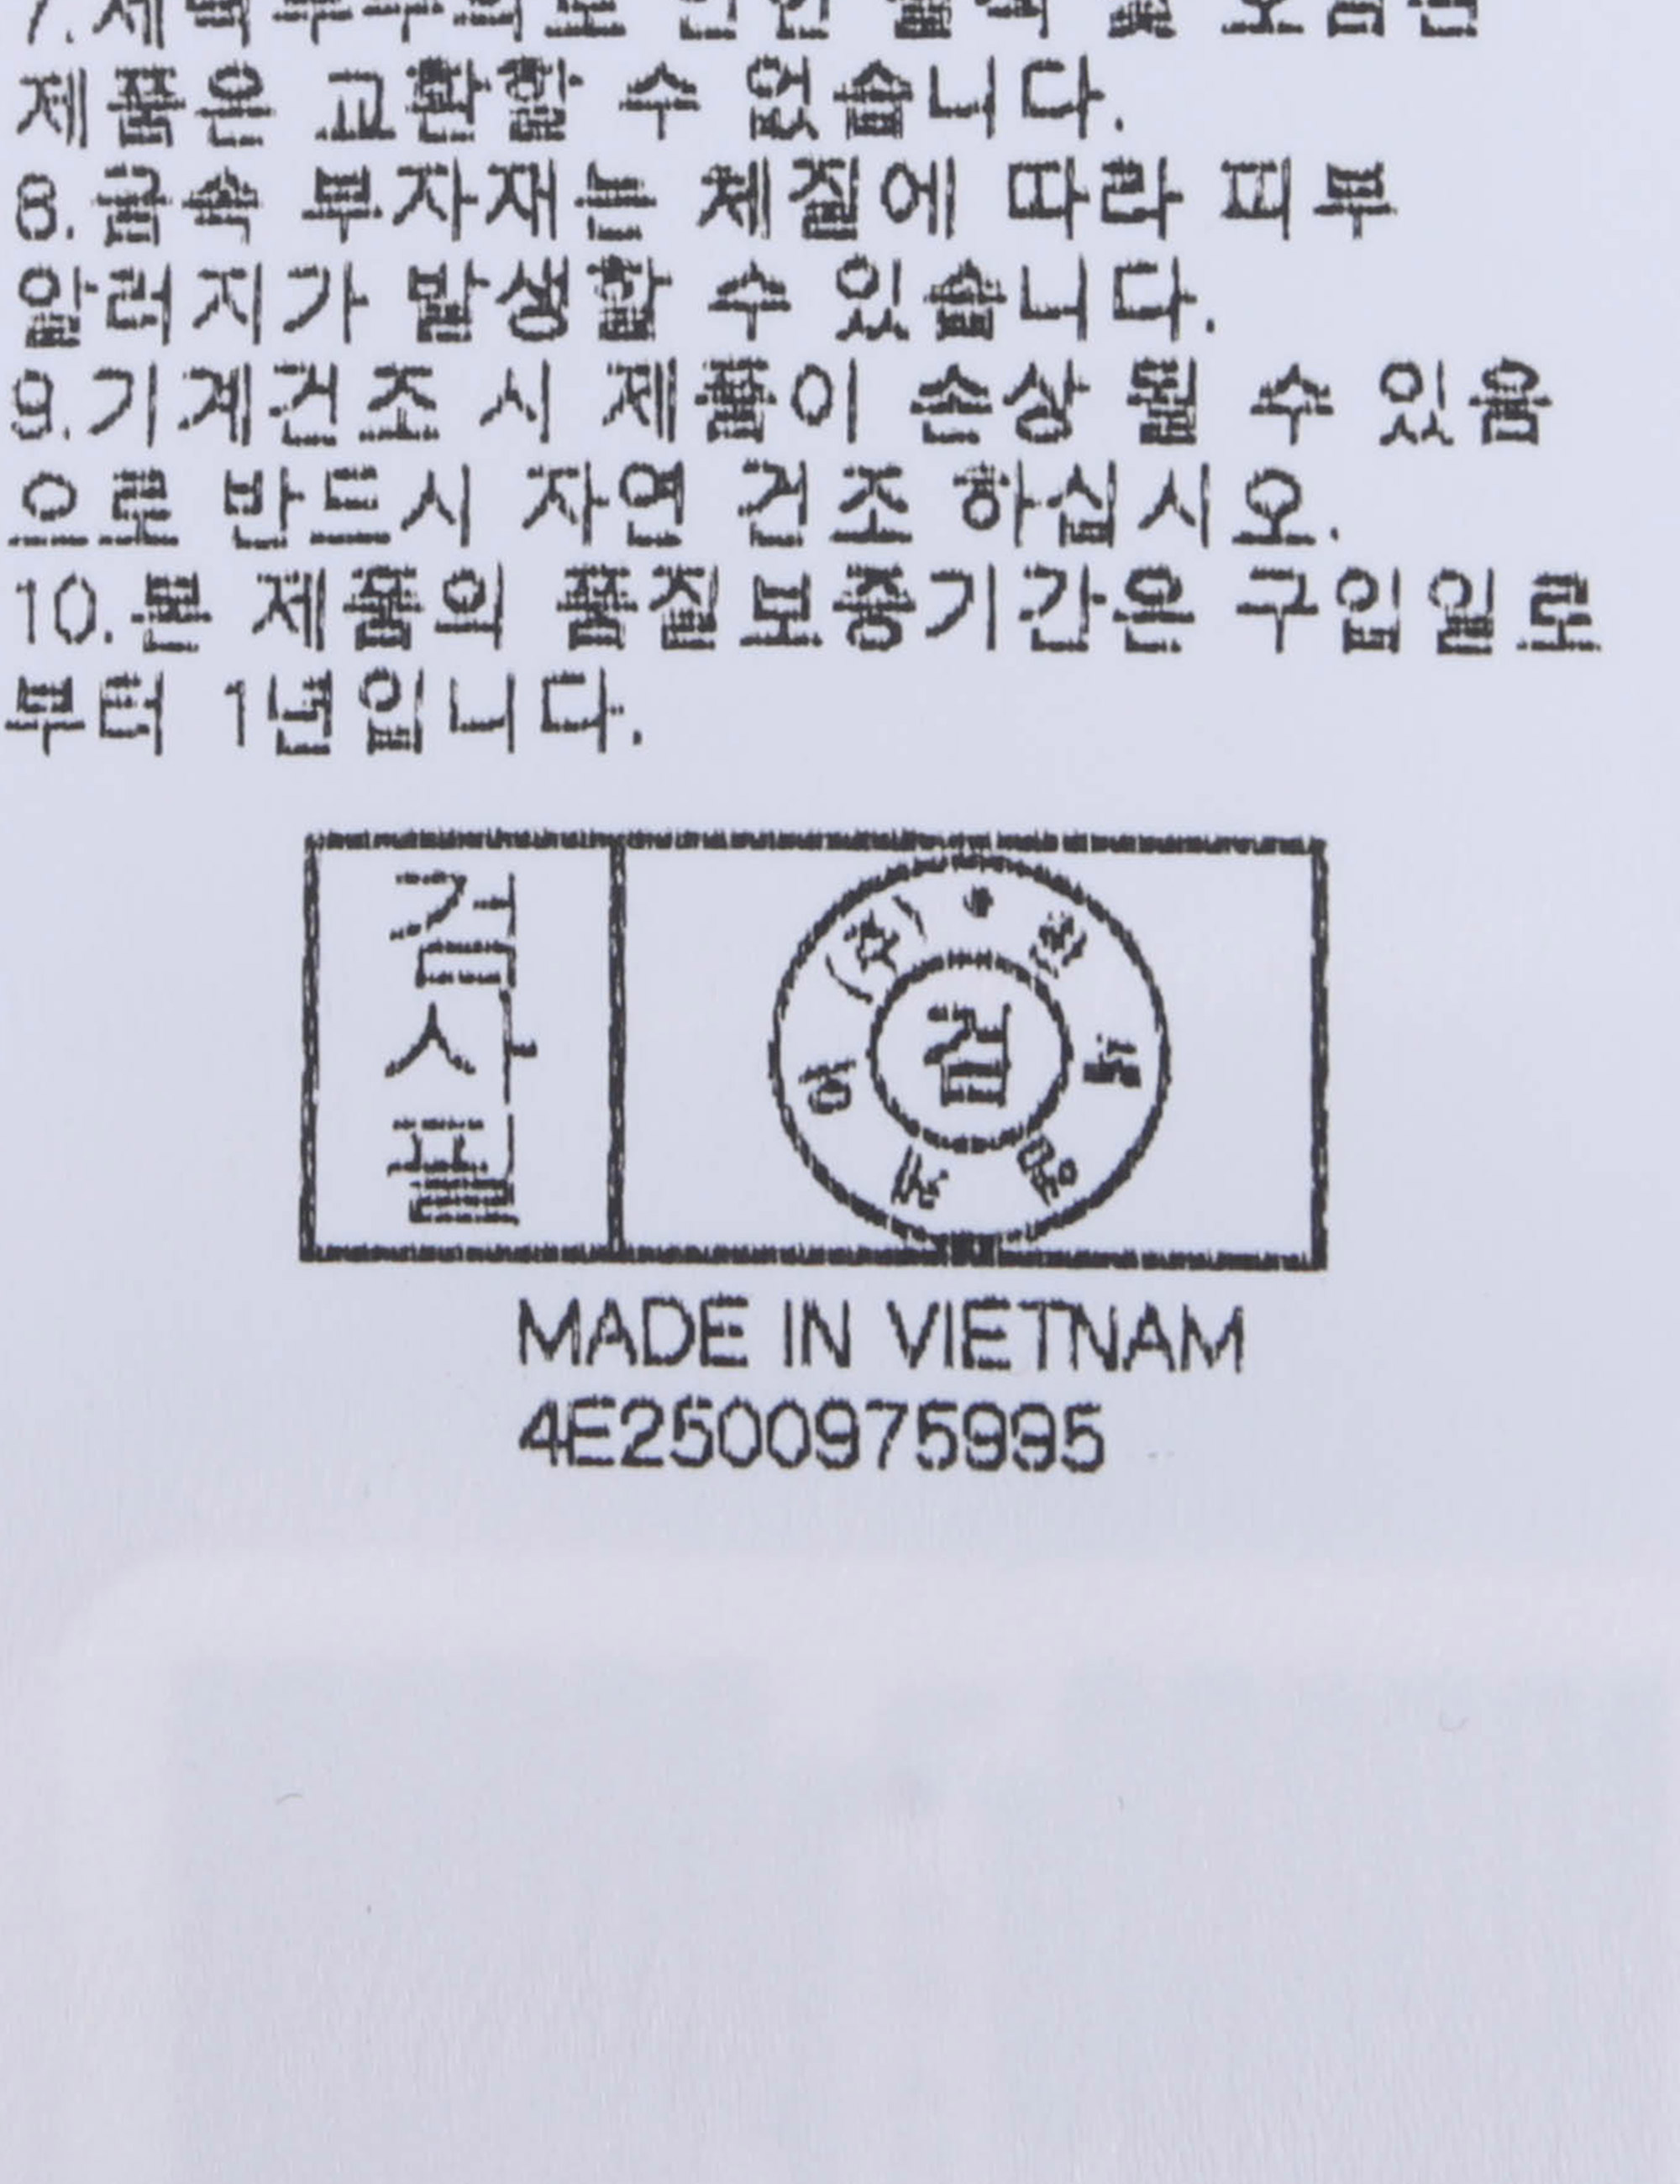 제품은 교환할 수 없습니다.
8.금속 부자재는 체질에 따라 피부
알러지가 발생할 수 있습니다.
9.기계건조 시 제품이 손상 될 수 있음
으로 반드시 자연 건조 하십시오.
10.본 제품의 품질보증기간은 구입일로
부터 1년입니다.
검
사
필
검
MADE IN VIETNAM
4E2500975995